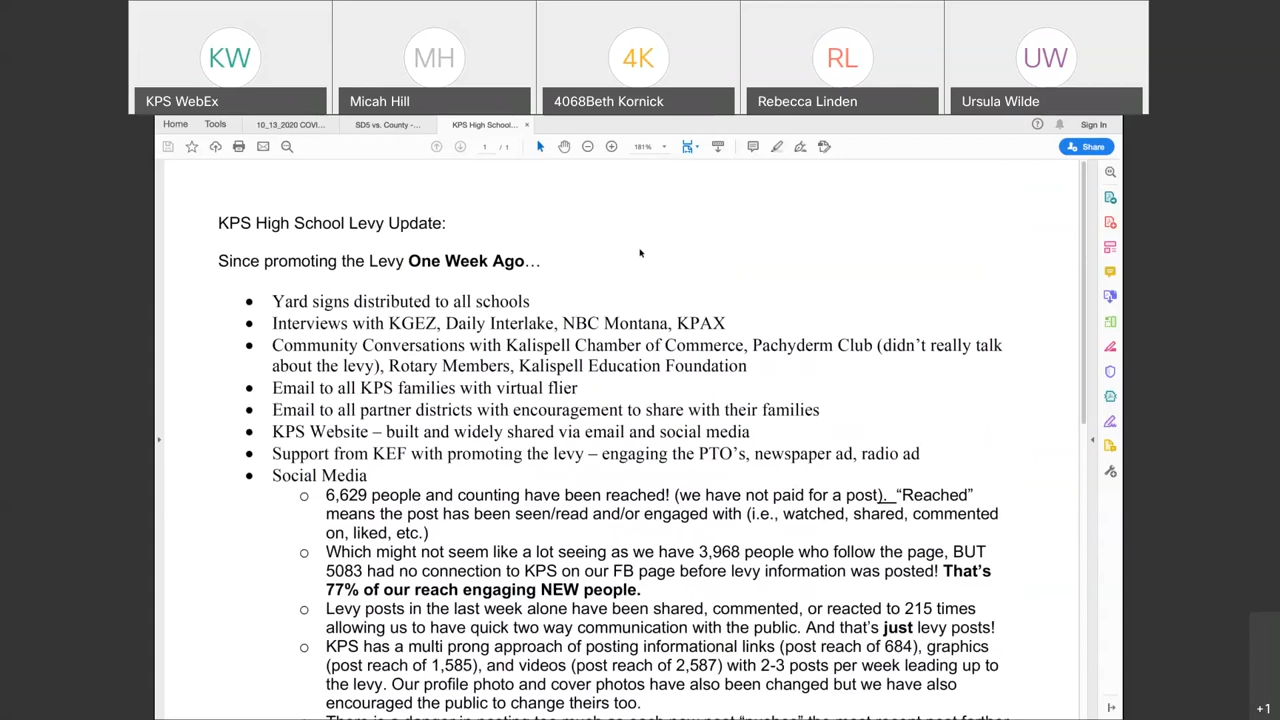 KW MH 4K RL UW
KPS WebEx Micah Hill 4068Beth Kornick Rebecca Linden Ursula Wilde
Home Tools 10_13_2020 COVI... SD5 vs. County -... KPS High School... × Sign In
1 / 1 181% Share
KPS High School Levy Update:
Since promoting the Levy One Week Ago…
• Yard signs distributed to all schools
• Interviews with KGEZ, Daily Interlake, NBC Montana, KPAX
• Community Conversations with Kalispell Chamber of Commerce, Pachyderm Club (didn't really talk
about the levy), Rotary Members, Kalispell Education Foundation
• Email to all KPS families with virtual flier
• Email to all partner districts with encouragement to share with their families
• KPS Website – built and widely shared via email and social media
• Support from KEF with promoting the levy – engaging the PTO's, newspaper ad, radio ad
• Social Media
o 6,629 people and counting have been reached! (we have not paid for a post). "Reached"
means the post has been seen/read and/or engaged with (i.e., watched, shared, commented
on, liked, etc.)
o Which might not seem like a lot seeing as we have 3,968 people who follow the page, BUT
5083 had no connection to KPS on our FB page before levy information was posted! That's
77% of our reach engaging NEW people.
o Levy posts in the last week alone have been shared, commented, or reacted to 215 times
allowing us to have quick two way communication with the public. And that's just levy posts!
o KPS has a multi prong approach of posting informational links (post reach of 684), graphics
(post reach of 1,585), and videos (post reach of 2,587) with 2-3 posts per week leading up to
the levy. Our profile photo and cover photos have also been changed but we have also
encouraged the public to change theirs too.
+1